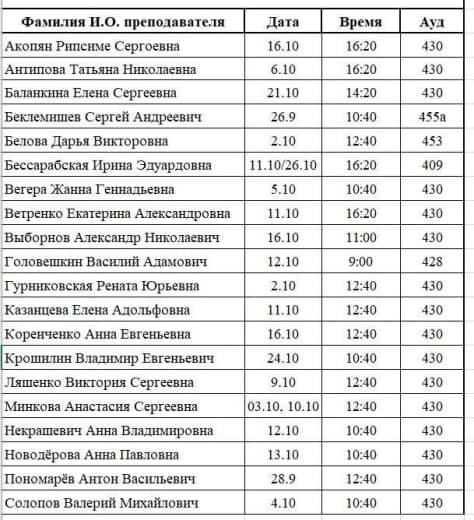 Фамилия И.О. преподавателя Дата Время Ауд
Акопян Рипсиме Сергоевна 16.10 16:20 430
Антипова Татьяна Николаевна 6.10 16:20 430
Баланкина Елена Сергеевна 21.10 14:20 430
Беклемишев Сергей Андреевич 26.9 10:40 455а
Белова Дарья Викторовна 2.10 12:40 453
Бессарабская Ирина Эдуардовна 11.10/26.10 16:20 409
Вегера Жанна Геннадьевна 5.10 10:40 430
Ветренко Екатерина Александровна 11.10 16:20 430
Выборнов Александр Николаевич 16.10 11:00 430
Головешкин Василий Адамович 12.10 9:00 428
Гурниковская Рената Юрьевна 2.10 12:40 430
Казанцева Елена Адольфовна 11.10 12:40 430
Коренченко Анна Евгеньевна 16.10 12:40 430
Крошилин Владимир Евгеньевич 24.10 10:40 430
Ляшенко Виктория Сергеевна 9.10 12:40 430
Минкова Анастасия Сергеевна 03.10, 10.10 12:40 430
Некрашевич Анна Владимировна 12.10 10:40 430
Новодёрова Анна Павловна 13.10 10:40 430
Пономарёв Антон Васильевич 28.9 12:40 430
Солопов Валерий Михайлович 4.10 10:40 430